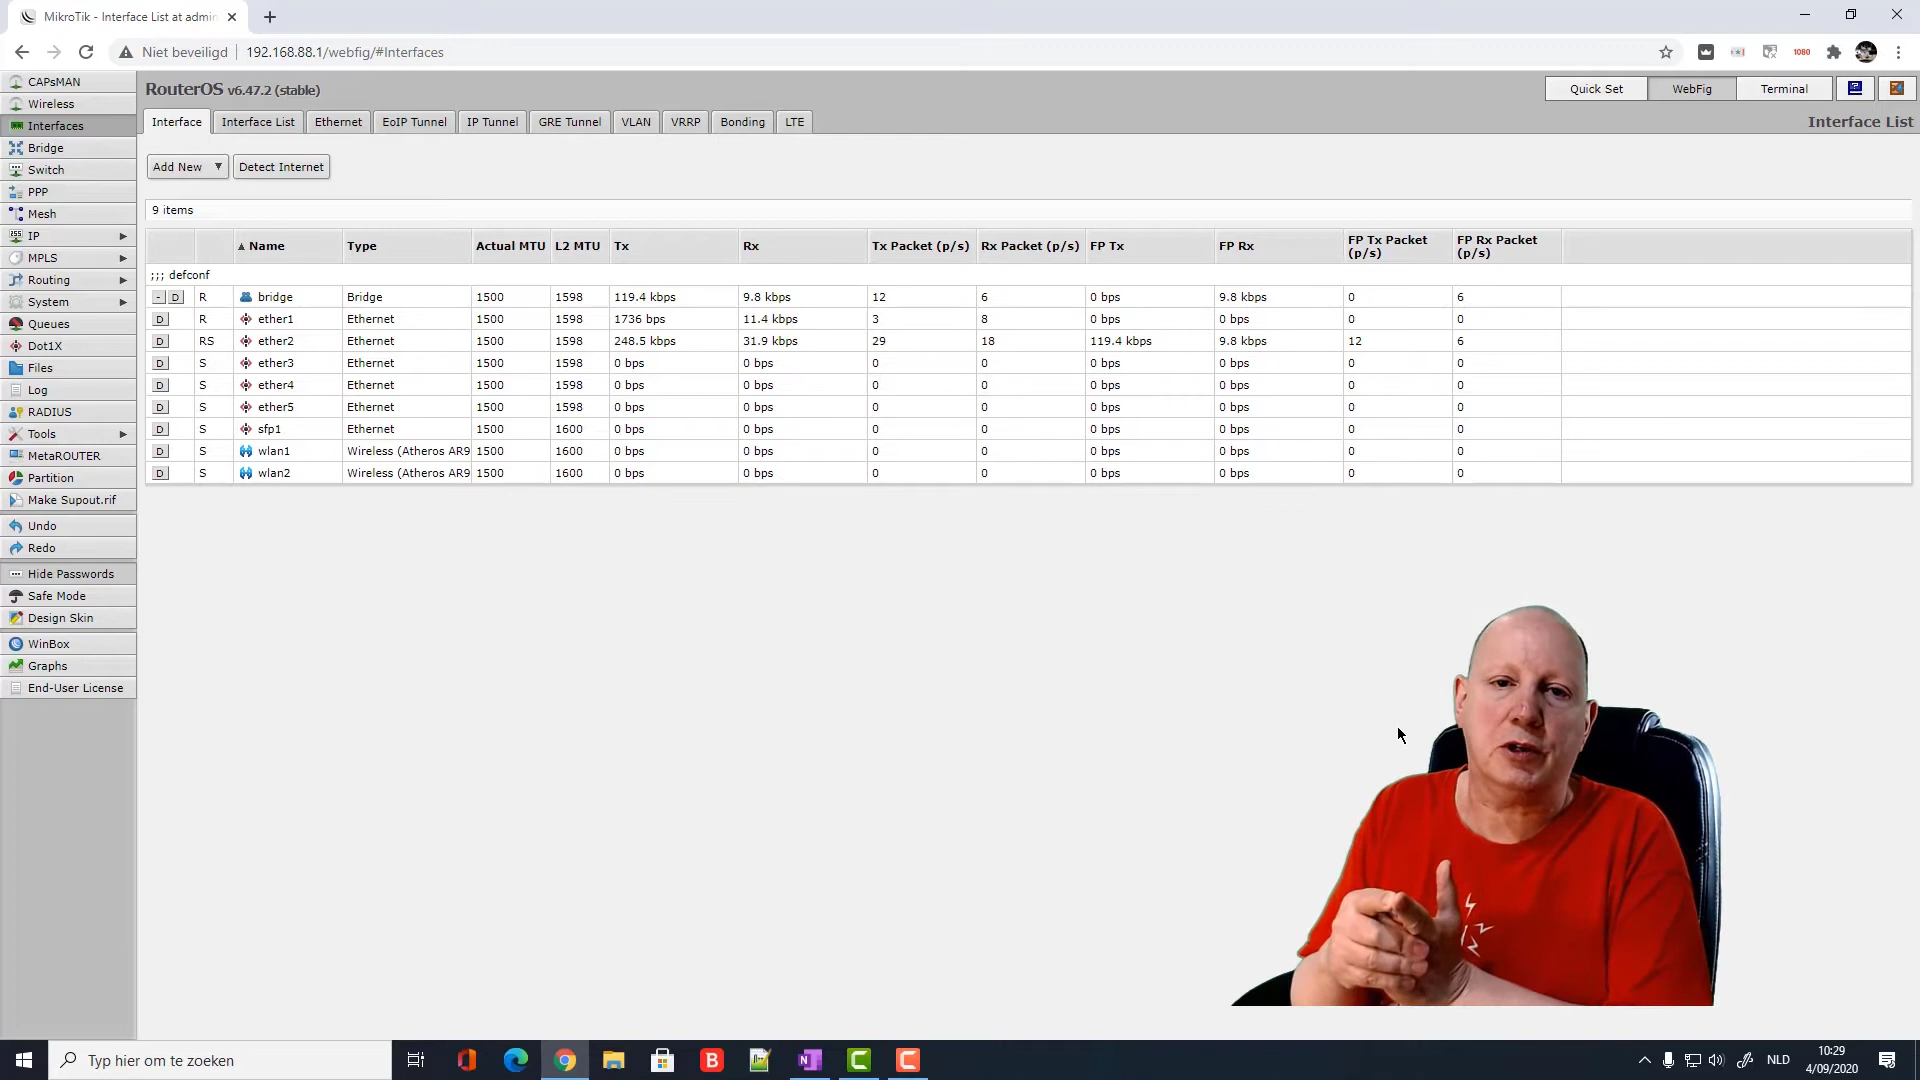 MikroTik - Interface List at admin
Niet beveiligd 192.168.88.1/webfig/#Interfaces 1080
RouterOS v6.47.2 (stable) Quick Set WebFig Terminal
Interface Interface List Ethernet EoIP Tunnel IP Tunnel GRE Tunnel VLAN VRRP Bonding LTE Interface List
CAPsMAN
Wireless
Interfaces
Bridge
Switch
PPP
Mesh
IP
MPLS
Routing
System
Queues
Dot1X
Files
Log
RADIUS
Tools
MetaROUTER
Partition
Make Supout.rif
Undo
Redo
Hide Passwords
Safe Mode
Design Skin
WinBox
Graphs
End-User License
Add New Detect Internet
9 items
Name Type Actual MTU L2 MTU Tx Rx Tx Packet (p/s) Rx Packet (p/s) FP Tx FP Rx FP Tx Packet (p/s) FP Rx Packet (p/s)
;;; defconf
- D R bridge Bridge 1500 1598 119.4 kbps 9.8 kbps 12 6 0 bps 9.8 kbps 0 6
D R ether1 Ethernet 1500 1598 1736 bps 11.4 kbps 3 8 0 bps 0 bps 0 0
D RS ether2 Ethernet 1500 1598 248.5 kbps 31.9 kbps 29 18 119.4 kbps 9.8 kbps 12 6
D S ether3 Ethernet 1500 1598 0 bps 0 bps 0 0 0 bps 0 bps 0 0
D S ether4 Ethernet 1500 1598 0 bps 0 bps 0 0 0 bps 0 bps 0 0
D S ether5 Ethernet 1500 1598 0 bps 0 bps 0 0 0 bps 0 bps 0 0
D S sfp1 Ethernet 1500 1600 0 bps 0 bps 0 0 0 bps 0 bps 0 0
D S wlan1 Wireless (Atheros AR9 1500 1600 0 bps 0 bps 0 0 0 bps 0 bps 0 0
D S wlan2 Wireless (Atheros AR9 1500 1600 0 bps 0 bps 0 0 0 bps 0 bps 0 0
Typ hier om te zoeken
NLD
10:29
4/09/2020